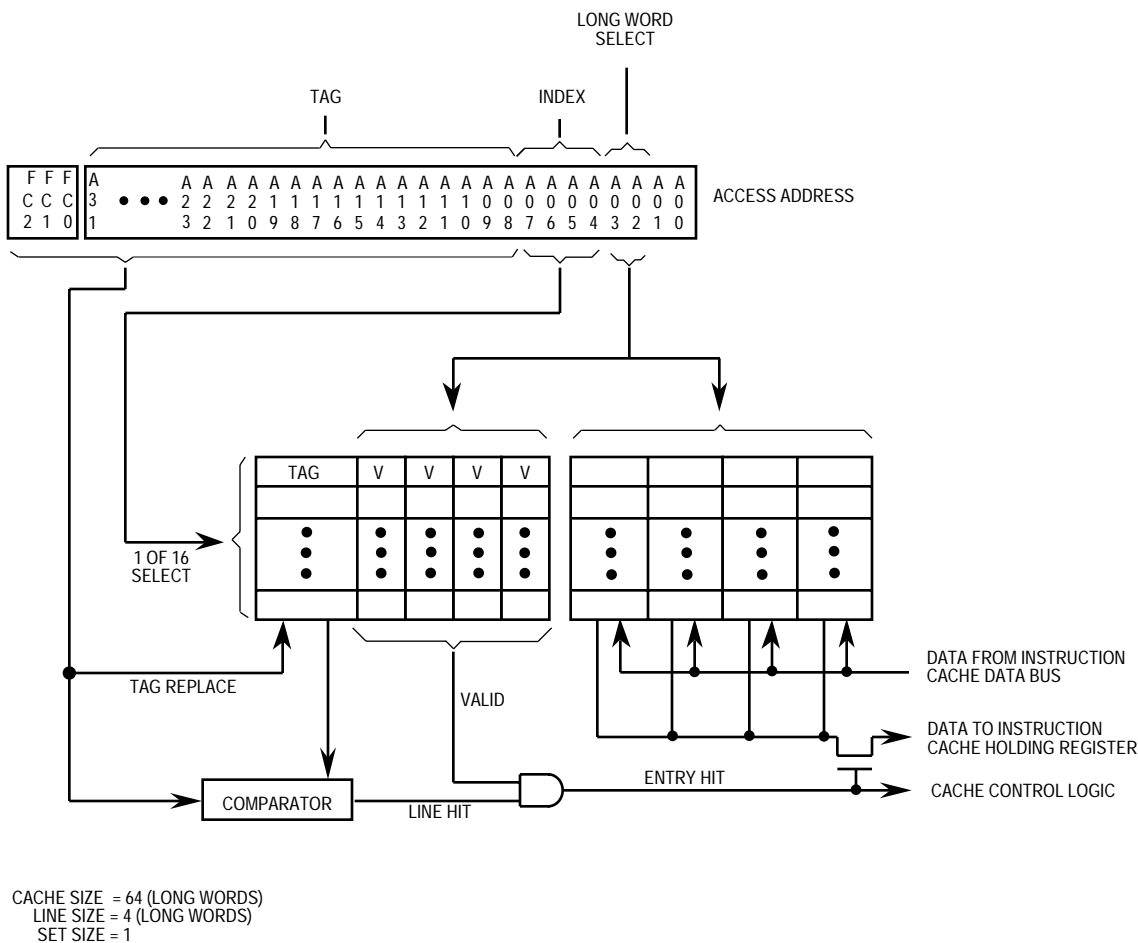 LONG WORD
SELECT
TAG
INDEX
F F F A A A A A A A A A A A A A A A A A A A A A A A A A
C C C 3 2 2 2 2 1 1 1 1 1 1 1 1 1 1 0 0 0 0 0 0 0 0 0 0
2 1 0 1 3 2 1 0 9 8 7 6 5 4 3 2 1 0 9 8 7 6 5 4 3 2 1 0
ACCESS ADDRESS
TAG V V V V
1 OF 16
SELECT
TAG REPLACE
VALID
DATA FROM INSTRUCTION
CACHE DATA BUS
DATA TO INSTRUCTION
CACHE HOLDING REGISTER
ENTRY HIT
CACHE CONTROL LOGIC
COMPARATOR
LINE HIT
CACHE SIZE = 64 (LONG WORDS)
LINE SIZE = 4 (LONG WORDS)
SET SIZE = 1